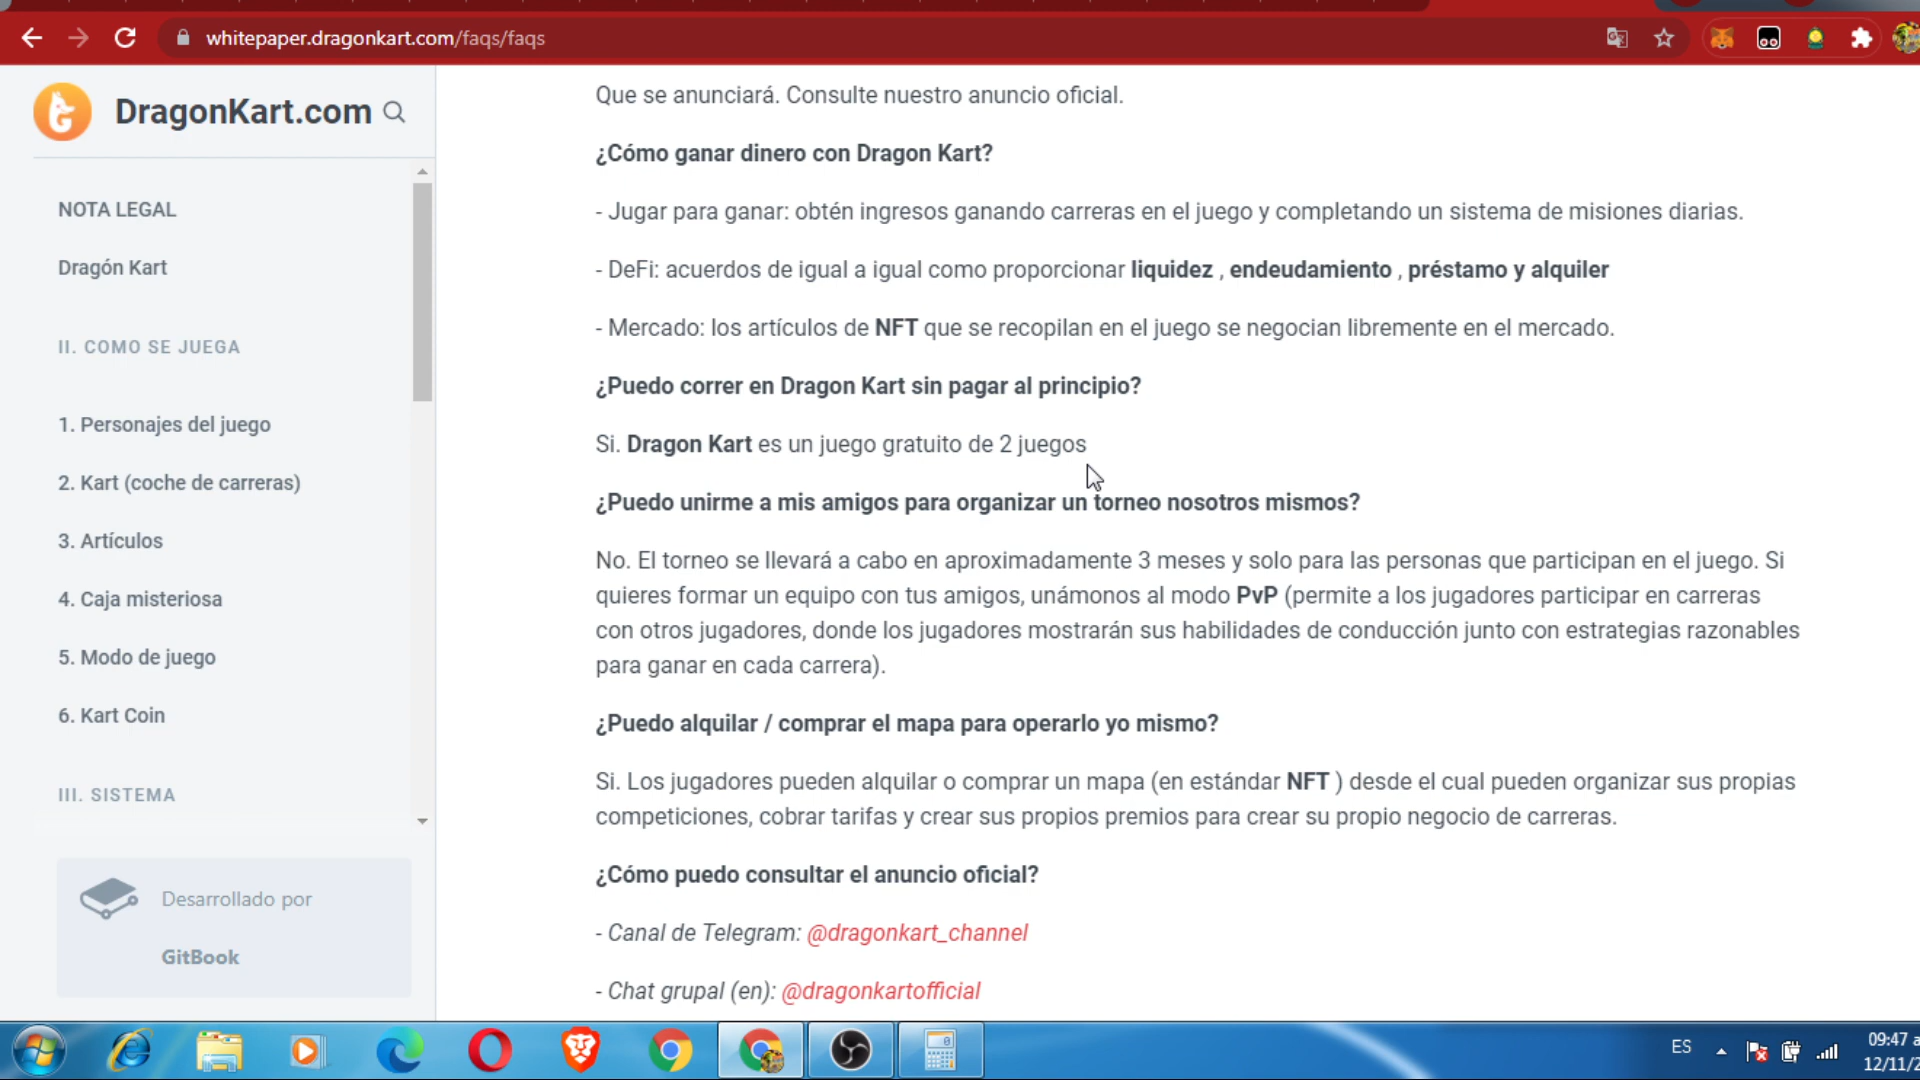 whitepaper.dragonkart.com/faqs/faqs
DragonKart.com
NOTA LEGAL
Dragón Kart
II. COMO SE JUEGA
1. Personajes del juego
2. Kart (coche de carreras)
3. Artículos
4. Caja misteriosa
5. Modo de juego
6. Kart Coin
III. SISTEMA
Desarrollado por
GitBook
Que se anunciará. Consulte nuestro anuncio oficial.
¿Cómo ganar dinero con Dragon Kart?
- Jugar para ganar: obtén ingresos ganando carreras en el juego y completando un sistema de misiones diarias.
- DeFi: acuerdos de igual a igual como proporcionar liquidez , endeudamiento , préstamo y alquiler
- Mercado: los artículos de NFT que se recopilan en el juego se negocian libremente en el mercado.
¿Puedo correr en Dragon Kart sin pagar al principio?
Si. Dragon Kart es un juego gratuito de 2 juegos
¿Puedo unirme a mis amigos para organizar un torneo nosotros mismos?
No. El torneo se llevará a cabo en aproximadamente 3 meses y solo para las personas que participan en el juego. Si
quieres formar un equipo con tus amigos, unámonos al modo PvP (permite a los jugadores participar en carreras
con otros jugadores, donde los jugadores mostrarán sus habilidades de conducción junto con estrategias razonables
para ganar en cada carrera).
¿Puedo alquilar / comprar el mapa para operarlo yo mismo?
Si. Los jugadores pueden alquilar o comprar un mapa (en estándar NFT ) desde el cual pueden organizar sus propias
competiciones, cobrar tarifas y crear sus propios premios para crear su propio negocio de carreras.
¿Cómo puedo consultar el anuncio oficial?
- Canal de Telegram: @dragonkart_channel
- Chat grupal (en): @dragonkartofficial
ES
09:47 a
12/11/2